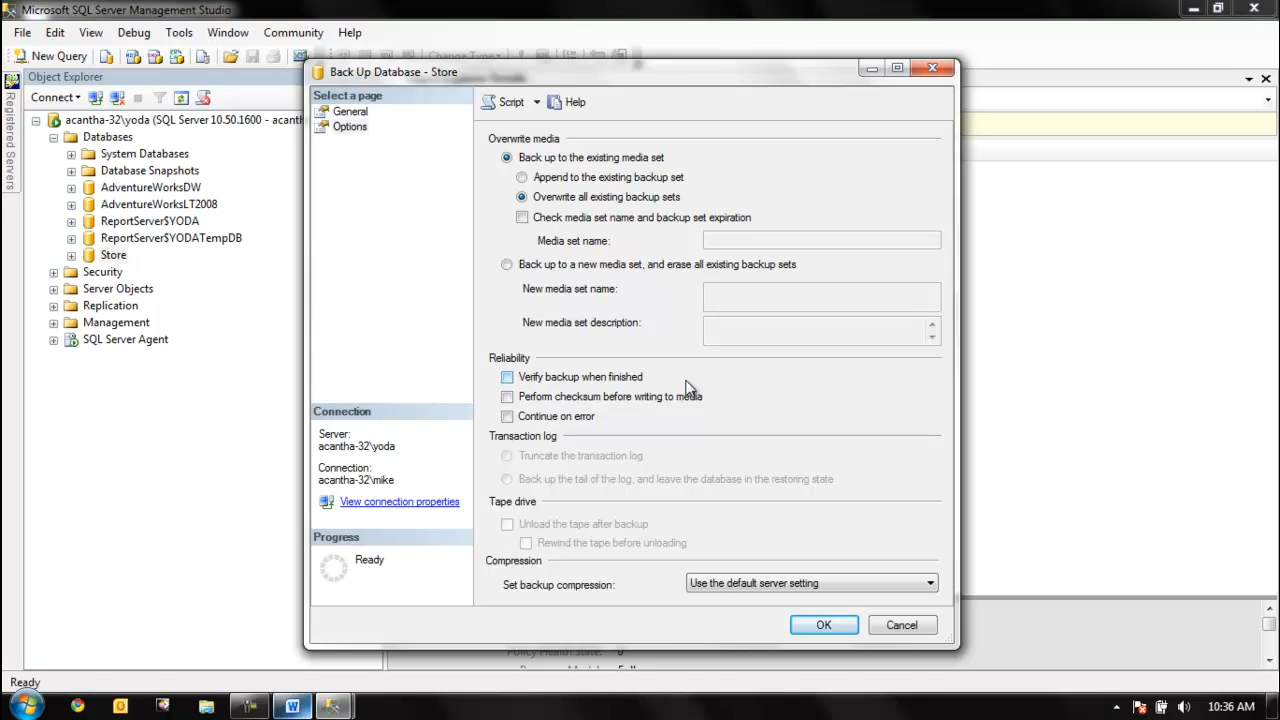 Microsoft SQL Server Management Studio
File Edit View Debug Tools Window Community Help
New Query Change Type
Object Explorer
Connect
Registered Servers
acantha-32\yoda (SQL Server 10.50.1600 - acanth
Databases
System Databases
Database Snapshots
AdventureWorksDW
AdventureWorksLT2008
ReportServer$YODA
ReportServer$YODATempDB
Store
Security
Server Objects
Replication
Management
SQL Server Agent
Back Up Database - Store
Select a page
General
Options
Script Help
Overwrite media
Back up to the existing media set
Append to the existing backup set
Overwrite all existing backup sets
Check media set name and backup set expiration
Media set name:
Back up to a new media set, and erase all existing backup sets
New media set name:
New media set description:
Reliability
Verify backup when finished
Perform checksum before writing to media
Continue on error
Transaction log
Truncate the transaction log
Back up the tail of the log, and leave the database in the restoring state
Tape drive
Unload the tape after backup
Rewind the tape before unloading
Compression
Set backup compression: Use the default server setting
Connection
Server:
acantha-32\yoda
Connection:
acantha-32\mike
View connection properties
Progress
Ready
OK Cancel
Policy Health State: 0
Ready
10:36 AM